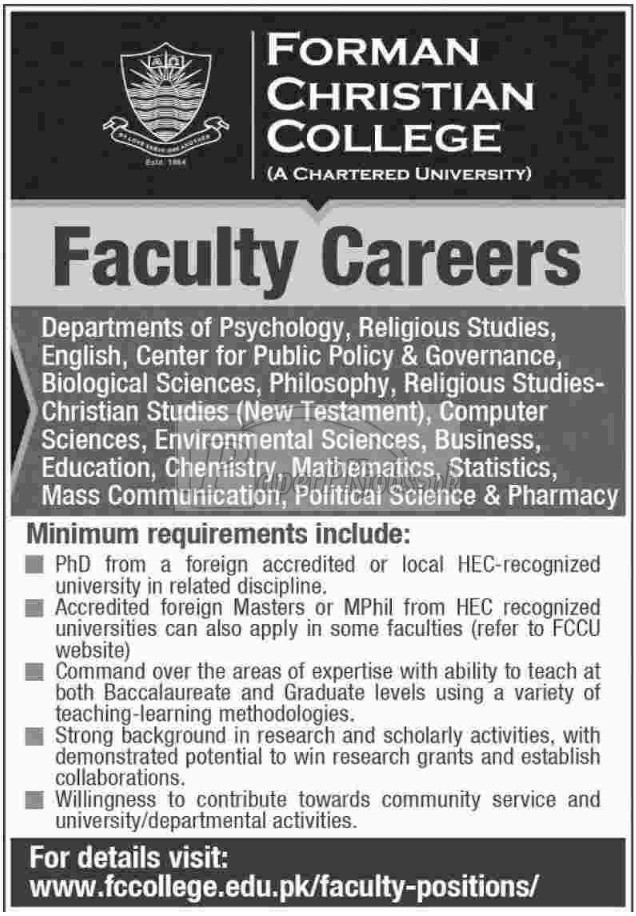 ΑΩ
BY LOVE SERVE ONE ANOTHER
Estd. 1864
FORMAN
CHRISTIAN
COLLEGE
(A CHARTERED UNIVERSITY)
Faculty Careers
Departments of Psychology, Religious Studies,
English, Center for Public Policy & Governance,
Biological Sciences, Philosophy, Religious Studies-
Christian Studies (New Testament), Computer
Sciences, Environmental Sciences, Business,
Education, Chemistry, Mathematics, Statistics,
Mass Communication, Political Science & Pharmacy
Minimum requirements include:
PhD from a foreign accredited or local HEC-recognized
university in related discipline.
Accredited foreign Masters or MPhil from HEC recognized
universities can also apply in some faculties (refer to FCCU
website)
Command over the areas of expertise with ability to teach at
both Baccalaureate and Graduate levels using a variety of
teaching-learning methodologies.
Strong background in research and scholarly activities, with
demonstrated potential to win research grants and establish
collaborations.
Willingness to contribute towards community service and
university/departmental activities.
For details visit:
www.fccollege.edu.pk/faculty-positions/